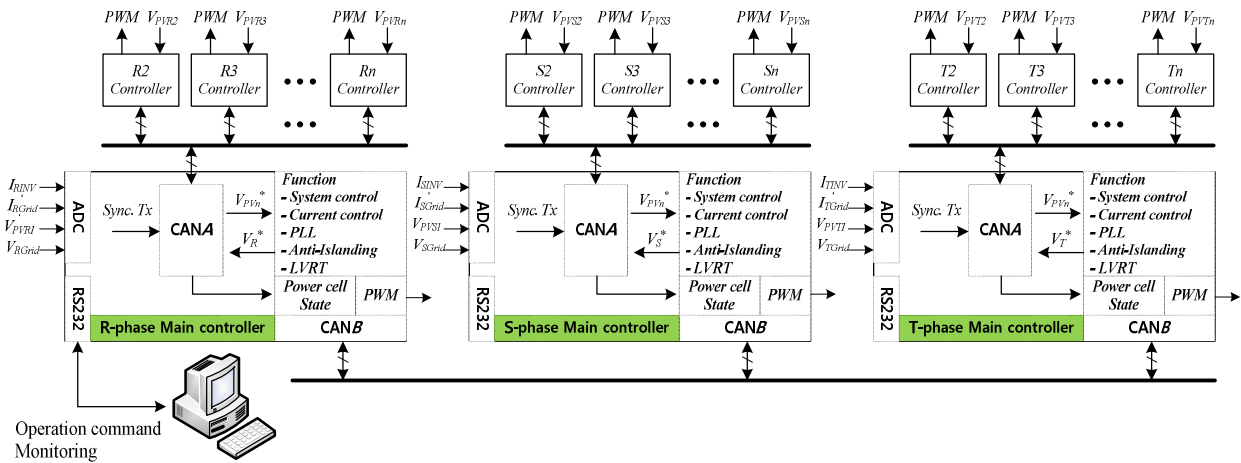 PWM V_PVR2 PWM V_PVR3 PWM V_PVRn
R2 Controller
R3 Controller
Rn Controller
PWM V_PVS2 PWM V_PVS3 PWM V_PVSn
S2 Controller
S3 Controller
Sn Controller
PWM V_PVT2 PWM V_PVT3 PWM V_PVTn
T2 Controller
T3 Controller
Tn Controller
I_RINV
I_RGrid
V_PVR1
V_RGrid
ADC
RS232
Sync. Tx
CANA
V_PVn*
V_R*
Function
- System control
- Current control
- PLL
- Anti-Islanding
- LVRT
Power cell
State
PWM
R-phase Main controller
CANB
I_SINV
I_SGrid
V_PVS1
V_SGrid
ADC
RS232
Sync. Tx
CANA
V_PVn*
V_S*
Function
- System control
- Current control
- PLL
- Anti-Islanding
- LVRT
Power cell
State
PWM
S-phase Main controller
CANB
I_TINV
I_TGrid
V_PVT1
V_TGrid
ADC
RS232
Sync. Tx
CANA
V_PVn*
V_T*
Function
- System control
- Current control
- PLL
- Anti-Islanding
- LVRT
Power cell
State
PWM
T-phase Main controller
CANB
Operation command
Monitoring